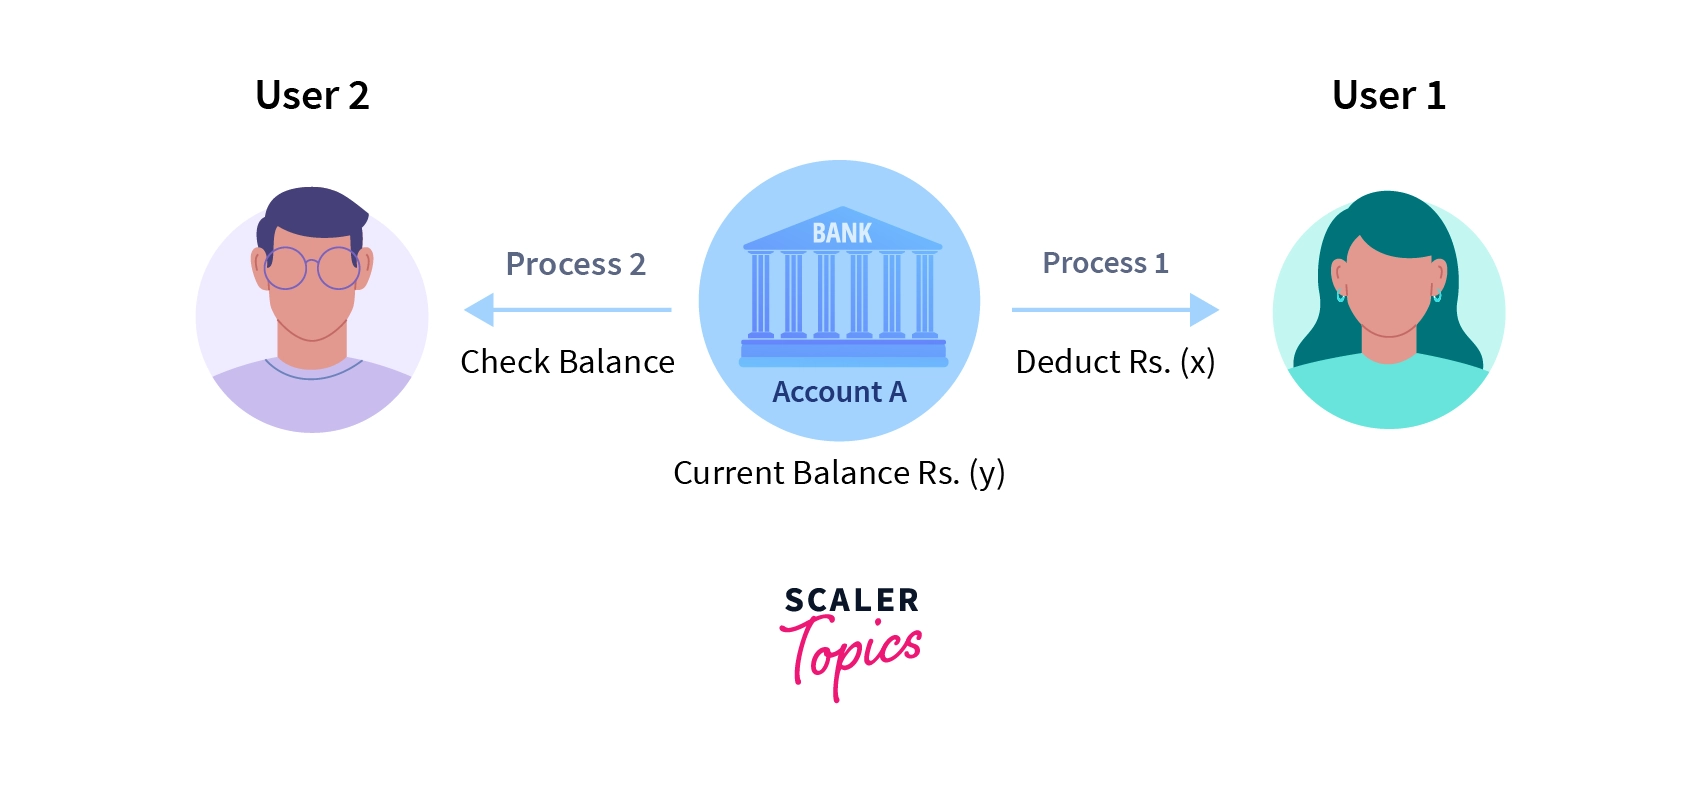 User 2
User 1
BANK
Process 2
Process 1
Check Balance
Deduct Rs. (x)
Account A
Current Balance Rs. (y)
SCALER
Topics